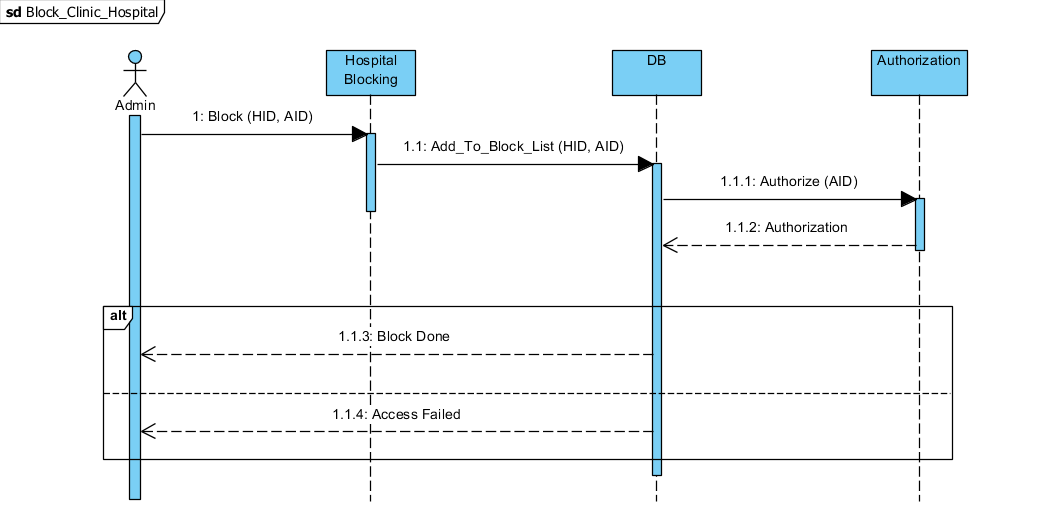 sd Block_Clinic_Hospital
Hospital
Blocking
DB
Authorization
Admin
1: Block (HID, AID)
1.1: Add_To_Block_List (HID, AID)
1.1.1: Authorize (AID)
1.1.2: Authorization
alt
1.1.3: Block Done
1.1.4: Access Failed